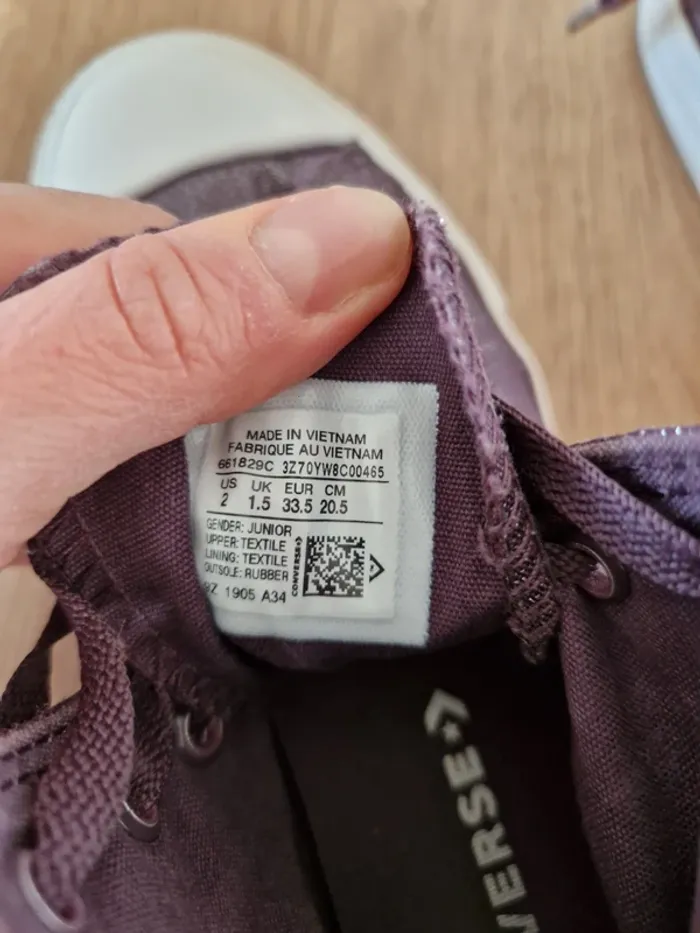 MADE IN VIETNAM
FABRIQUE AU VIETNAM
661829C 3Z70YW8C00465
US UK EUR CM
2 1.5 33.5 20.5
GENDER: JUNIOR
UPPER: TEXTILE
LINING: TEXTILE
OUTSOLE: RUBBER
CONVERSE
1905 A34
VERSE